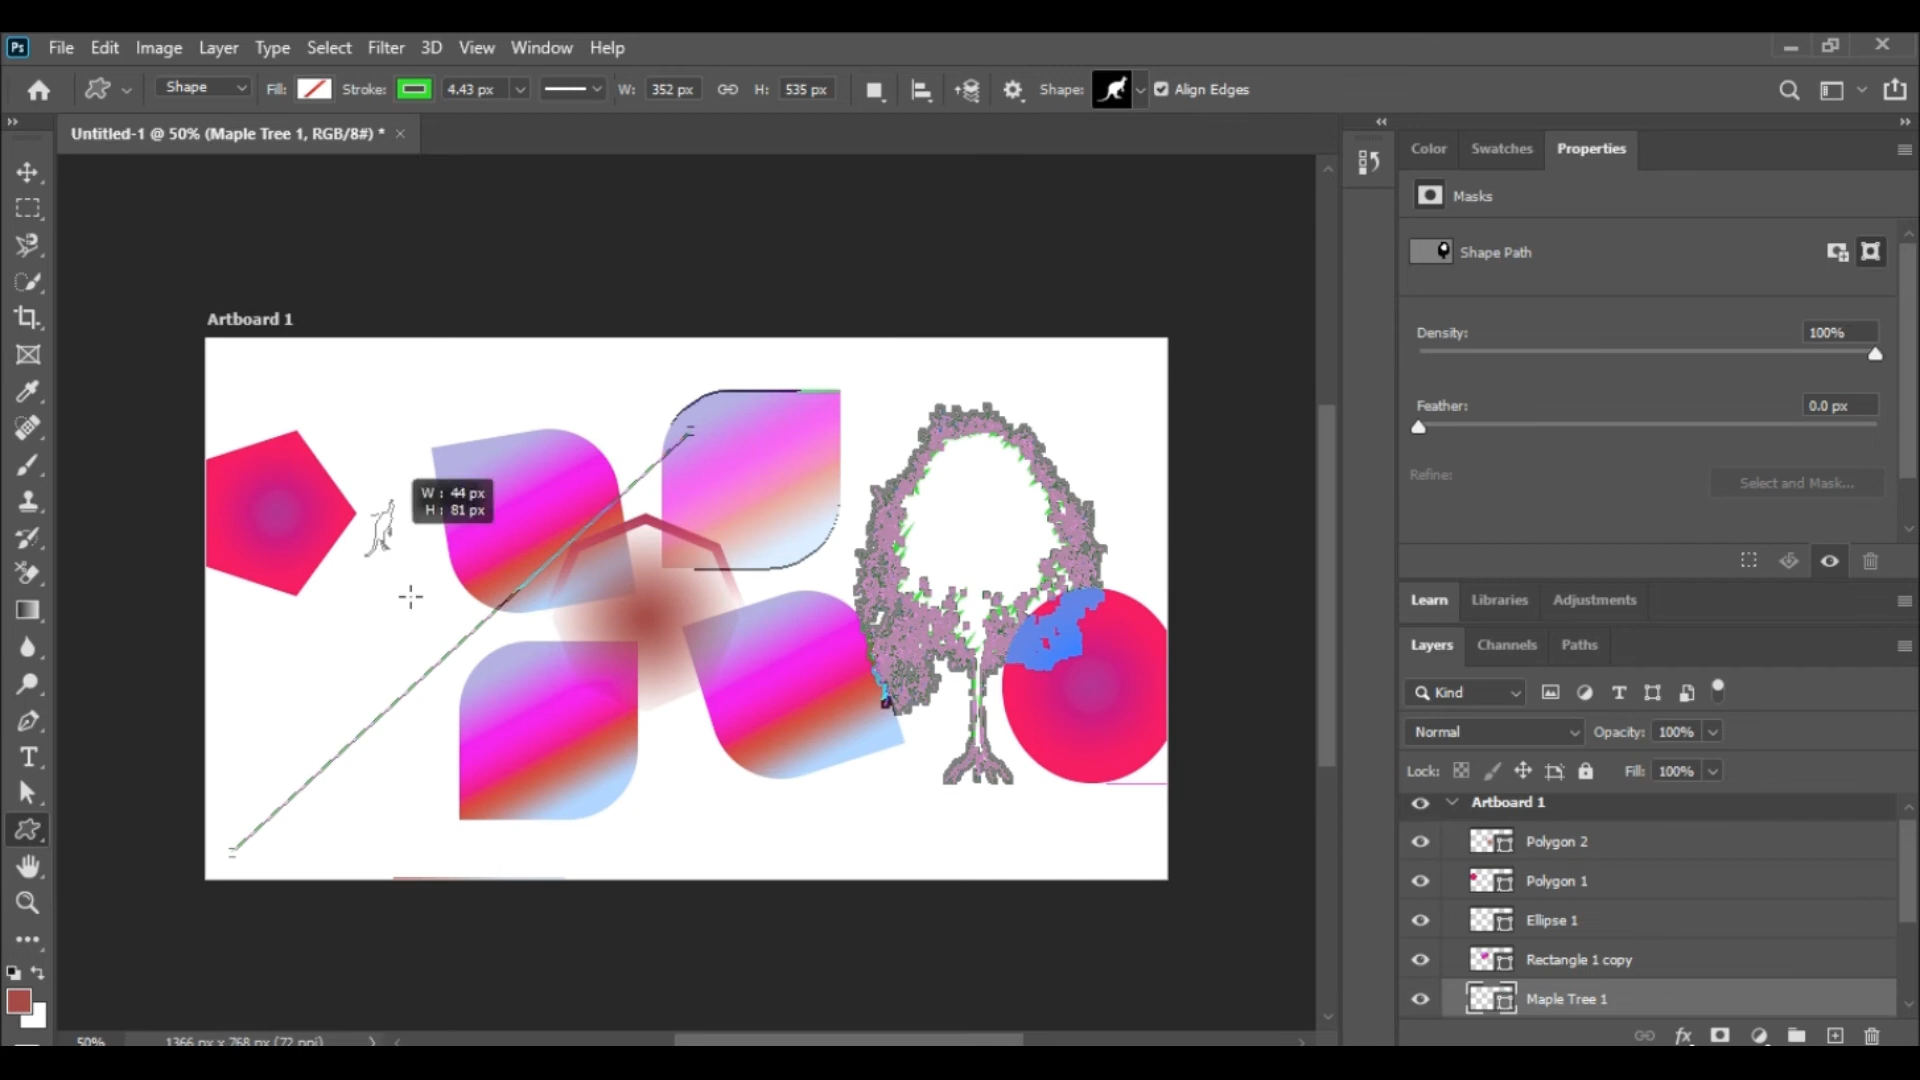 Ps File Edit Image Layer Type Select Filter 3D View Window Help
Shape Fill: Stroke: 4.43 px W: 352 px H: 535 px Shape: Align Edges
Untitled-1 @ 50% (Maple Tree 1, RGB/8#) * ×
Artboard 1
W : 44 px
H : 81 px
Color Swatches Properties
Masks
Shape Path
Density: 100%
Feather: 0.0 px
Refine: Select and Mask...
Learn Libraries Adjustments
Layers Channels Paths
Kind
Normal Opacity: 100%
Lock: Fill: 100%
Artboard 1
Polygon 2
Polygon 1
Ellipse 1
Rectangle 1 copy
Maple Tree 1
50% 1366 px x 768 px (72 ppi)